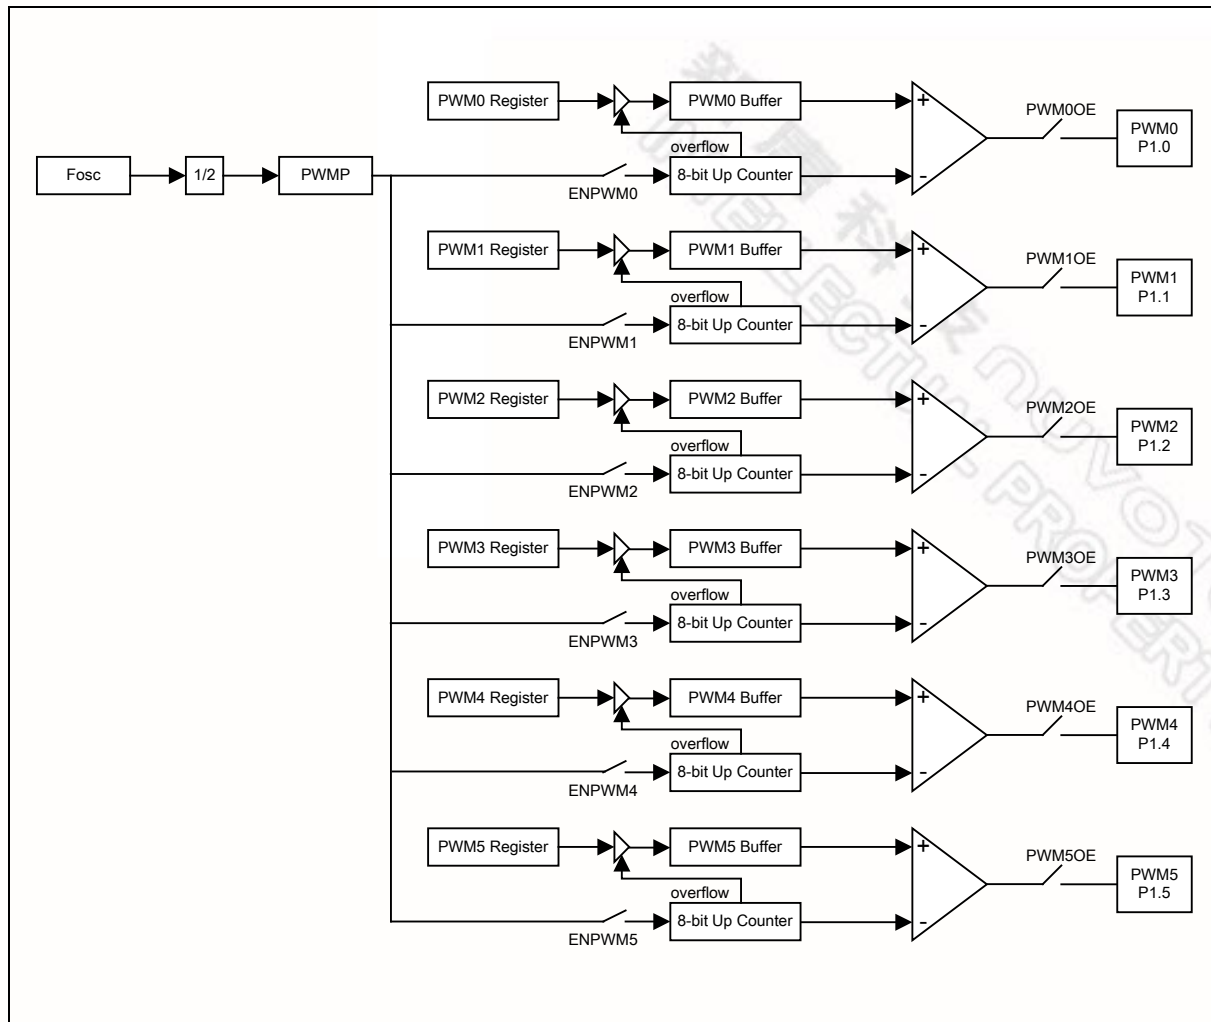 PWM0 Register
PWM0 Buffer
+
PWM0OE
PWM0
P1.0
overflow
Fosc
1/2
PWMP
ENPWM0
8-bit Up Counter
-
PWM1 Register
PWM1 Buffer
+
PWM1OE
PWM1
P1.1
overflow
ENPWM1
8-bit Up Counter
-
PWM2 Register
PWM2 Buffer
+
PWM2OE
PWM2
P1.2
overflow
ENPWM2
8-bit Up Counter
-
PWM3 Register
PWM3 Buffer
+
PWM3OE
PWM3
P1.3
overflow
ENPWM3
8-bit Up Counter
-
PWM4 Register
PWM4 Buffer
+
PWM4OE
PWM4
P1.4
overflow
ENPWM4
8-bit Up Counter
-
PWM5 Register
PWM5 Buffer
+
PWM5OE
PWM5
P1.5
overflow
ENPWM5
8-bit Up Counter
-
INTELLECTUAL PROPERT